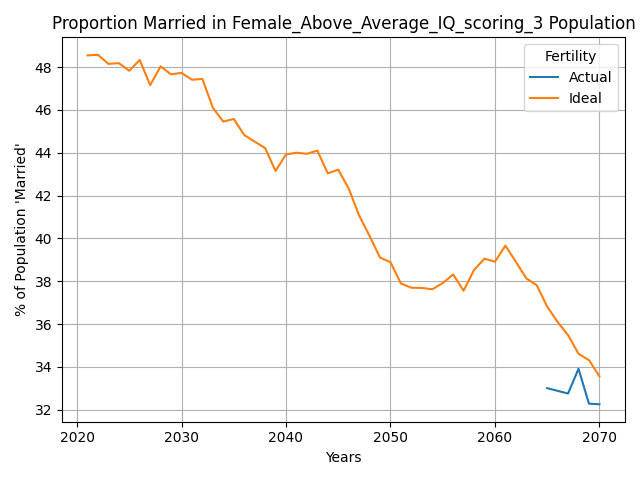 Proportion Married in Female_Above_Average_IQ_scoring_3 Population
% of Population 'Married'
48
46
44
42
40
38
36
34
32
Fertility
Actual
Ideal
2020 2030 2040 2050 2060 2070
Years